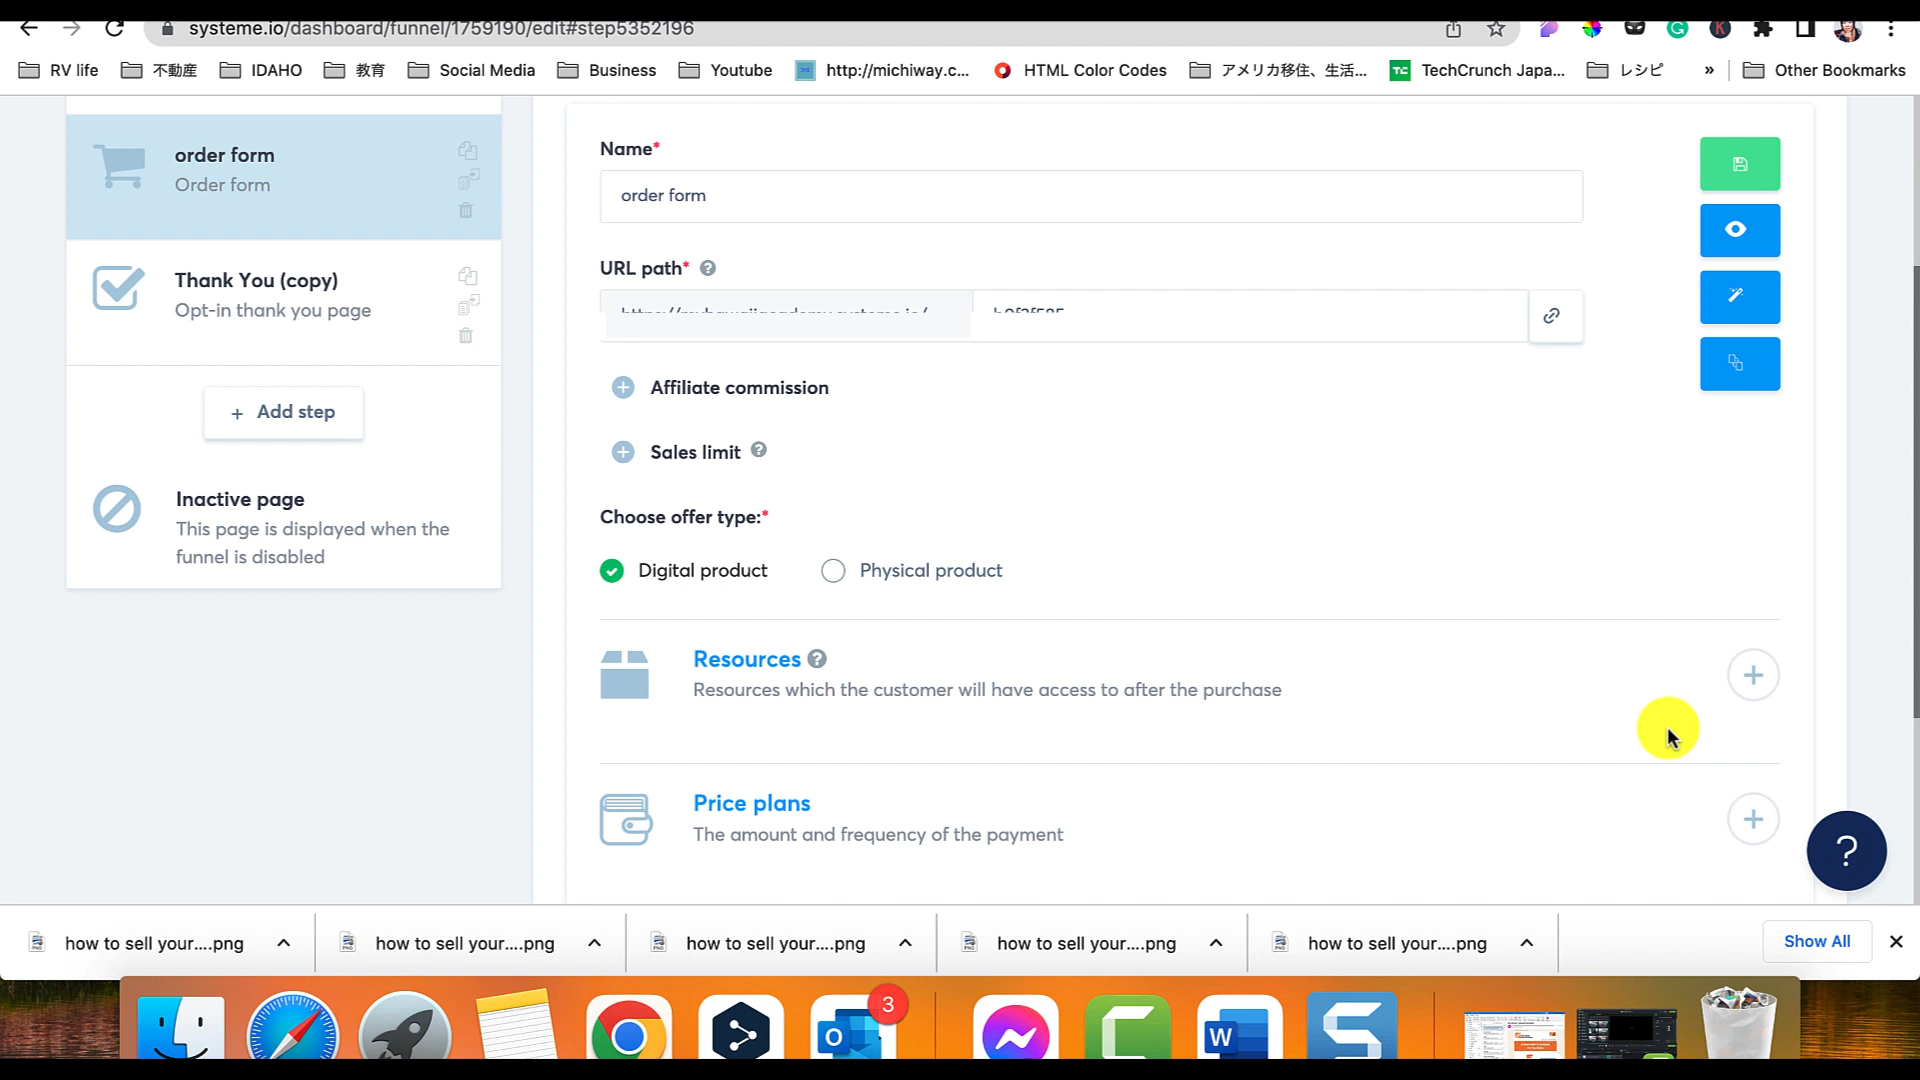 systeme.io/dashboard/funnel/1759190/edit#step5352196
RV life 不動産 IDAHO 教育 Social Media Business Youtube http://michiway.c... HTML Color Codes アメリカ移住、生活... TechCrunch Japa... レシピ » Other Bookmarks
order form
Order form
Thank You (copy)
Opt-in thank you page
+ Add step
Inactive page
This page is displayed when the
funnel is disabled
Name*
order form
URL path* ?
Affiliate commission
Sales limit ?
Choose offer type:*
Digital product Physical product
Resources ?
Resources which the customer will have access to after the purchase
Price plans
The amount and frequency of the payment
?
how to sell your....png how to sell your....png how to sell your....png how to sell your....png how to sell your....png Show All
3